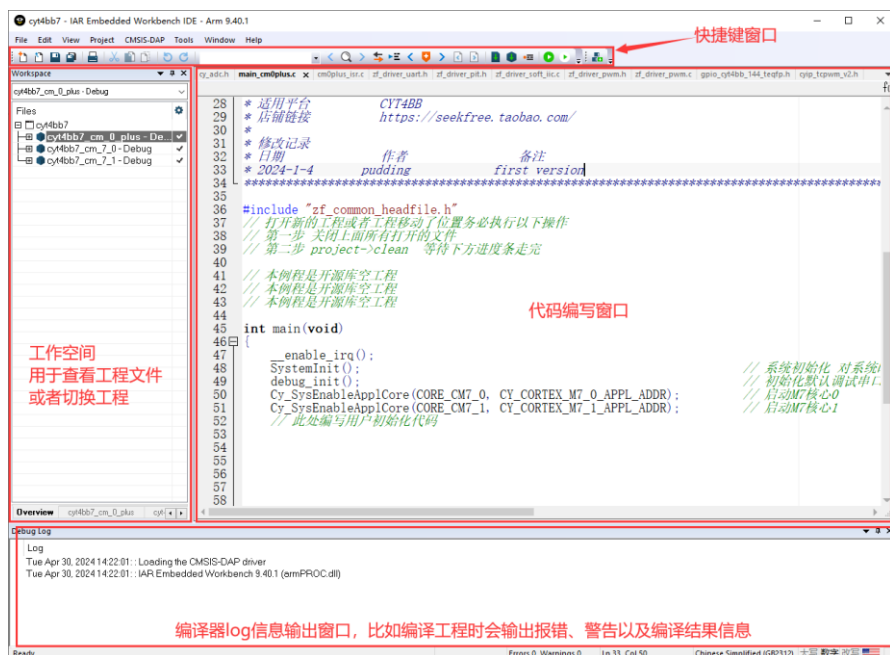 cyt4bb7 - IAR Embedded Workbench IDE - Arm 9.40.1
File Edit View Project CMSIS-DAP Tools Window Help
快捷键窗口
Workspace
cyt4bb7_cm_0_plus - Debug
Files
cyt4bb7
cyt4bb7_cm_0_plus - De...
cyt4bb7_cm_7_0 - Debug
cyt4bb7_cm_7_1 - Debug
工作空间
用于查看工程文件
或者切换工程
Overview cyt4bb7_cm_0_plus cyt4
cy_adc.h main_cm0plus.c x cm0plus_isr.c zf_driver_uart.h zf_driver_pit.h zf_driver_soft_iic.c zf_driver_pwm.h zf_driver_pwm.c gpio_cyt4bb_144_teqfp.h cyip_tcpwm_v2.h
28 * 适用平台 CYT4BB
29 * 店铺链接 https://seekfree.taobao.com/
30 *
31 * 修改记录
32 * 日期 作者 备注
33 * 2024-1-4 pudding first version
34 ********************************************************************************
35
36 #include "zf_common_headfile.h"
37 // 打开新的工程或者工程移动了位置务必执行以下操作
38 // 第一步 关闭上面所有打开的文件
39 // 第二步 project->clean 等待下方进度条走完
40
41 // 本例程是开源库空工程
42 // 本例程是开源库空工程
43 // 本例程是开源库空工程
44
代码编写窗口
45 int main(void)
46 {
47 __enable_irq();
48 SystemInit(); // 系统初始化 对系统
49 debug_init(); // 初始化默认调试串口
50 Cy_SysEnableApplCore(CORE_CM7_0, CY_CORTEX_M7_0_APPL_ADDR); // 启动M7核心0
51 Cy_SysEnableApplCore(CORE_CM7_1, CY_CORTEX_M7_1_APPL_ADDR); // 启动M7核心1
52 // 此处编写用户初始化代码
53
54
55
56
57
58
Debug Log
Log
Tue Apr 30, 2024 14:22:01: : Loading the CMSIS-DAP driver
Tue Apr 30, 2024 14:22:01: : IAR Embedded Workbench 9.40.1 (armPROC.dll)
编译器log信息输出窗口，比如编译工程时会输出报错、警告以及编译结果信息
Ready Errors 0, Warnings 0 Ln 33, Col 50 Chinese Simplified (GB2312) 大写 数字 改写